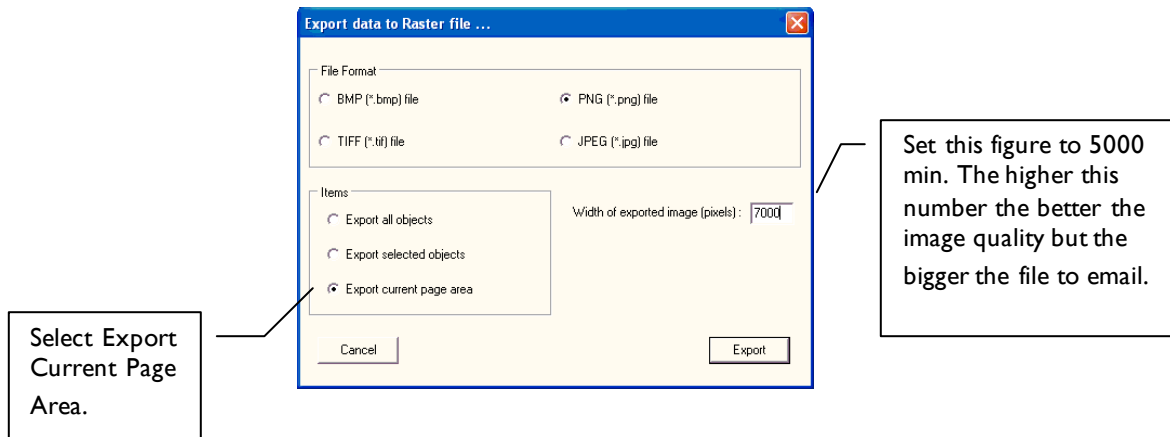 Export data to Raster file ...
File Format
BMP (*.bmp) file
PNG (*.png) file
TIFF (*.tif) file
JPEG (*.jpg) file
Items
Export all objects
Export selected objects
Export current page area
Width of exported image (pixels) : 7000
Cancel
Export
Set this figure to 5000
min. The higher this
number the better the
image quality but the
bigger the file to email.
Select Export
Current Page
Area.